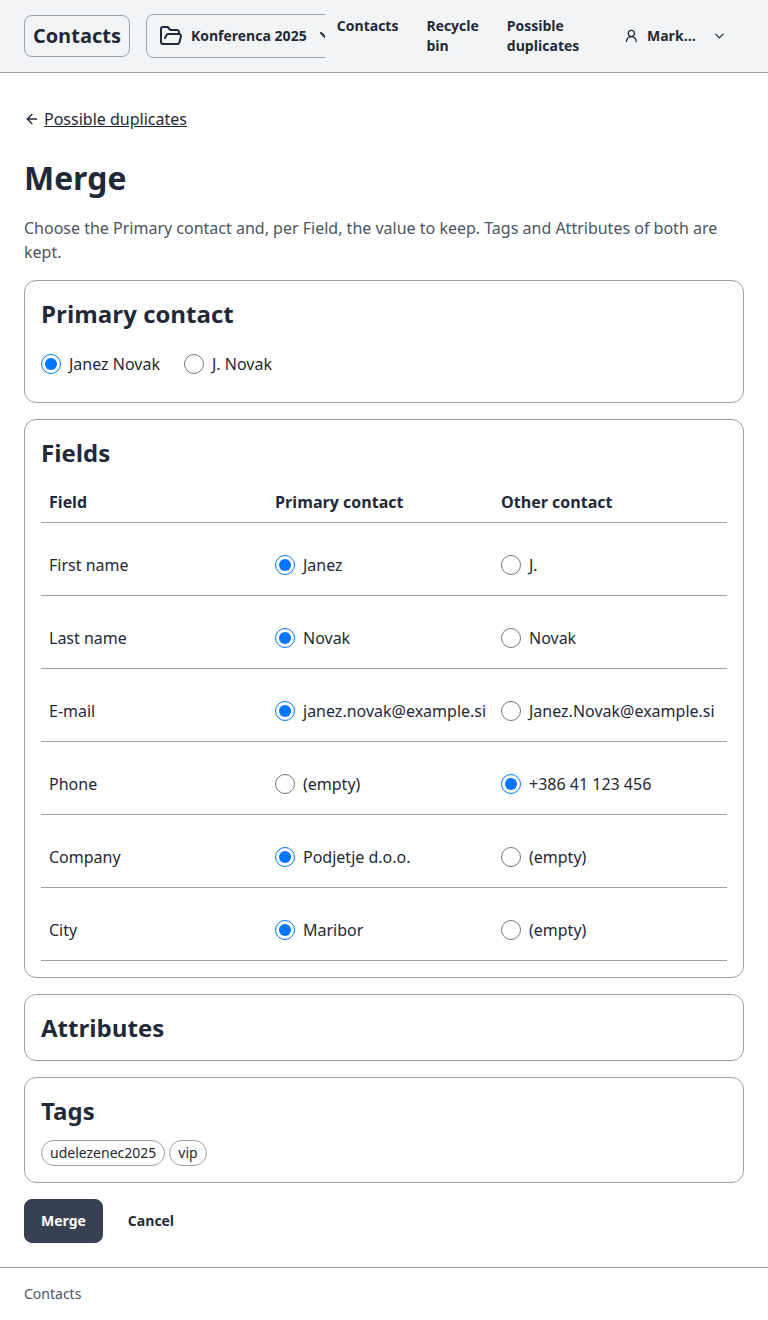 Contacts
Konferenca 2025
Contacts
Recycle
bin
Possible
duplicates
Mark...
Possible duplicates
Merge
Choose the Primary contact and, per Field, the value to keep. Tags and Attributes of both are
kept.
Primary contact
Janez Novak J. Novak
Fields
Field Primary contact Other contact
First name Janez J.
Last name Novak Novak
E-mail janez.novak@example.si Janez.Novak@example.si
Phone (empty) +386 41 123 456
Company Podjetje d.o.o. (empty)
City Maribor (empty)
Attributes
Tags
udelezenec2025 vip
Merge Cancel
Contacts